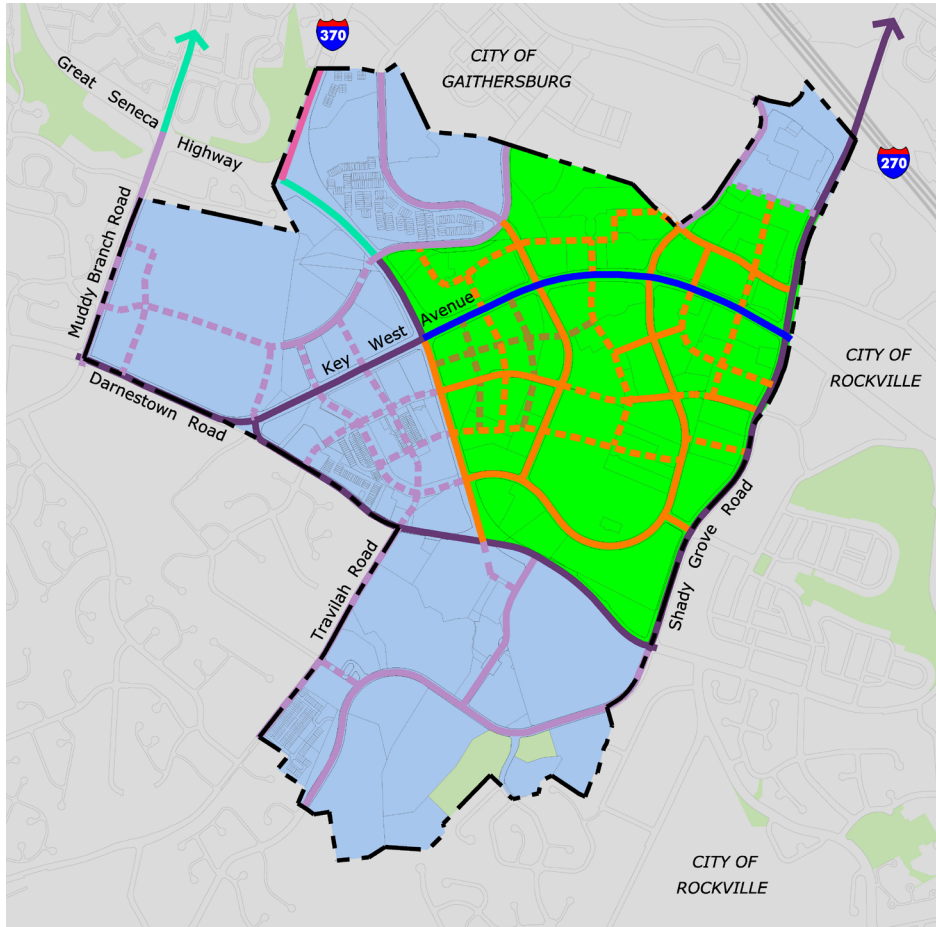 370
CITY OF
GAITHERSBURG
Great Seneca Highway
270
Muddy Branch Road
Key West Avenue
CITY OF
ROCKVILLE
Darnestown Road
Shady Grove Road
Travilah Road
CITY OF
ROCKVILLE